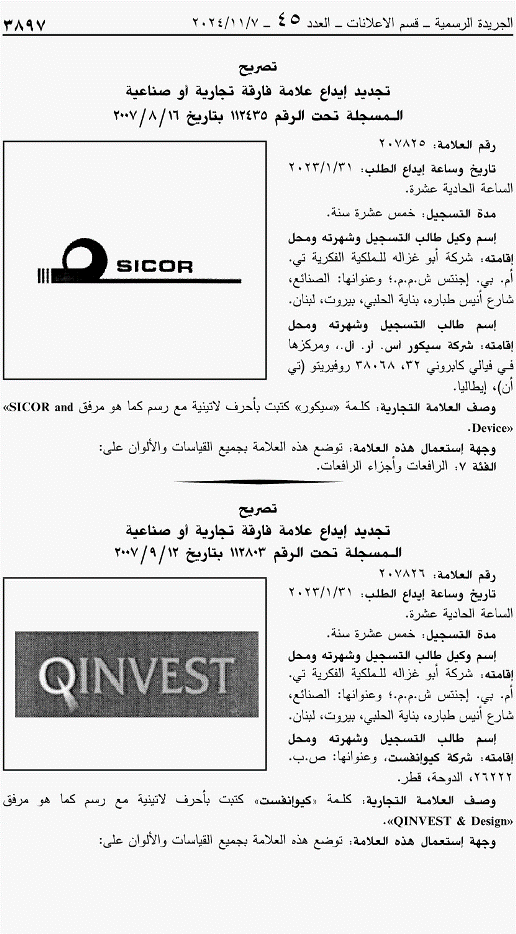 الجريدة الرسمية ــ قسم الاعلانات ــ العدد ٤٥ ــ ٢٠٢٤/١١/٧
٣٨٩٧
تصريح
تجديد إيداع علامة فارقة تجارية أو صناعية
المسجلة تحت الرقم ١١٢٤٣٥ بتاريخ ٢٠٠٧/٨/١٦
رقم العلامة: ٢٠٧٨٢٥
تاريخ وساعة إيداع الطلب: ٢٠٢٣/١/٣١
الساعة الحادية عشرة.
مدة التسجيل: خمس عشرة سنة.
إسم وكيل طالب التسجيل وشهرته ومحل
إقامته: شركة أبو غزاله للملكية الفكرية تي.
أم. بي. إجنتس ش.م.م.؛ وعنوانها: الصنائع،
شارع أنيس طباره، بناية الحلبي، بيروت، لبنان.
إسم طالب التسجيل وشهرته ومحل
إقامته: شركة سيكور أس. أر. أل.، ومركزها
في فيالي كابروني ٣٢، ٣٨٠٦٨ روفيريتو (تي
أن)، إيطاليا.
SICOR
وصف العلامة التجارية: كلمة «سيكور» كتبت بأحرف لاتينية مع رسم كما هو مرفق «SICOR and
Device».
وجهة إستعمال هذه العلامة: توضع هذه العلامة بجميع القياسات والألوان على:
الفئة ٧: الرافعات وأجزاء الرافعات.
تصريح
تجديد إيداع علامة فارقة تجارية أو صناعية
المسجلة تحت الرقم ١١٢٨٠٣ بتاريخ ٢٠٠٧/٩/١٢
رقم العلامة: ٢٠٧٨٢٦
تاريخ وساعة إيداع الطلب: ٢٠٢٣/١/٣١
الساعة الحادية عشرة.
مدة التسجيل: خمس عشرة سنة.
إسم وكيل طالب التسجيل وشهرته ومحل
إقامته: شركة أبو غزاله للملكية الفكرية تي.
أم. بي. إجنتس ش.م.م.؛ وعنوانها: الصنائع،
شارع أنيس طباره، بناية الحلبي، بيروت، لبنان.
إسم طالب التسجيل وشهرته ومحل
إقامته: شركة كيوانفست، وعنوانها: ص.ب.
٢٦٢٢٢، الدوحة، قطر.
QINVEST
وصف العلامة التجارية: كلمة «كيوانفست» كتبت بأحرف لاتينية مع رسم كما هو مرفق
«QINVEST & Design».
وجهة إستعمال هذه العلامة: توضع هذه العلامة بجميع القياسات والألوان على: